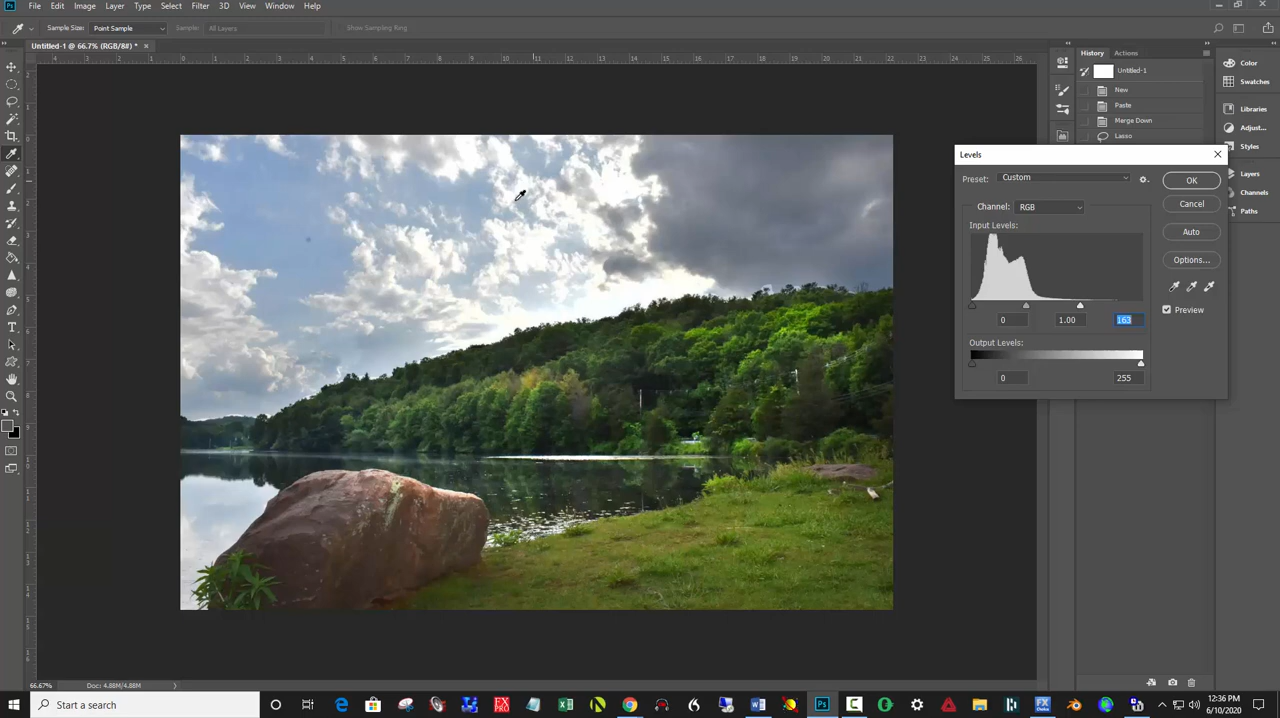 Ps File Edit Image Layer Type Select Filter 3D View Window Help
Sample Size: Point Sample Sample: All Layers Show Sampling Ring
Untitled-1 @ 66.7% (RGB/8#) * ×
History Actions
Untitled-1
New
Paste
Merge Down
Lasso
Color
Swatches
Libraries
Adjust...
Styles
Layers
Channels
Paths
Levels
Preset: Custom
OK
Channel: RGB
Cancel
Input Levels:
Auto
Options...
Preview
0 1.00 163
Output Levels:
0 255
66.67% Doc: 4.88M/4.88M
Start a search
12:36 PM
6/10/2020